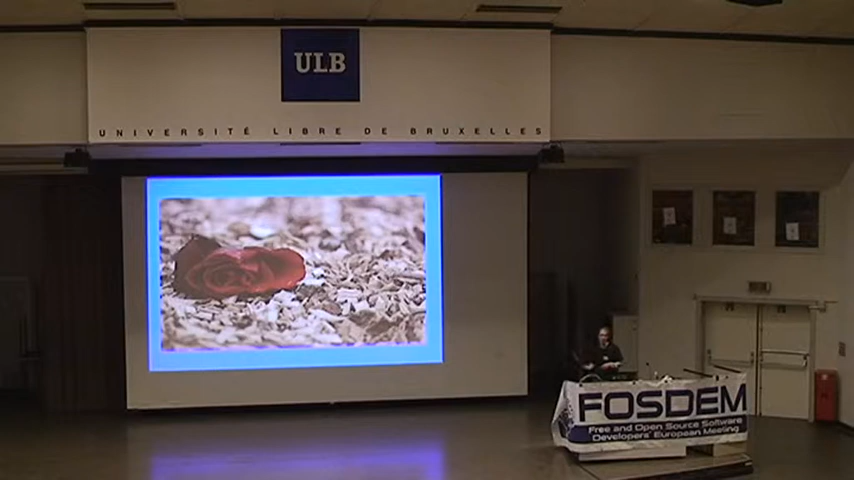 ULB
UNIVERSITÉ LIBRE DE BRUXELLES
FOSDEM
Free and Open Source Software
Developers' European Meeting